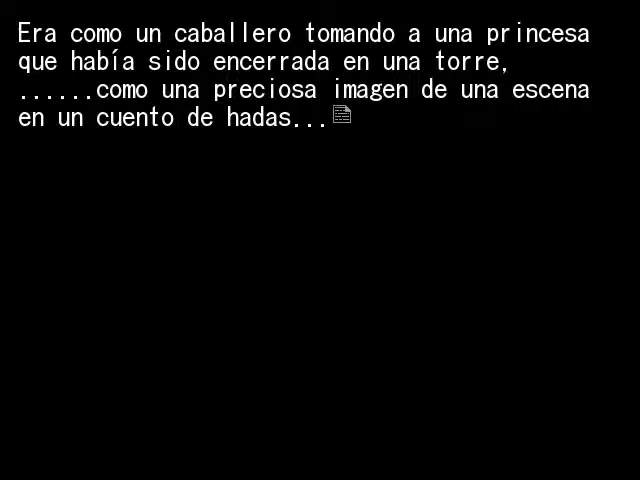 Era como un caballero tomando a una princesa
que había sido encerrada en una torre,
......como una preciosa imagen de una escena
en un cuento de hadas...